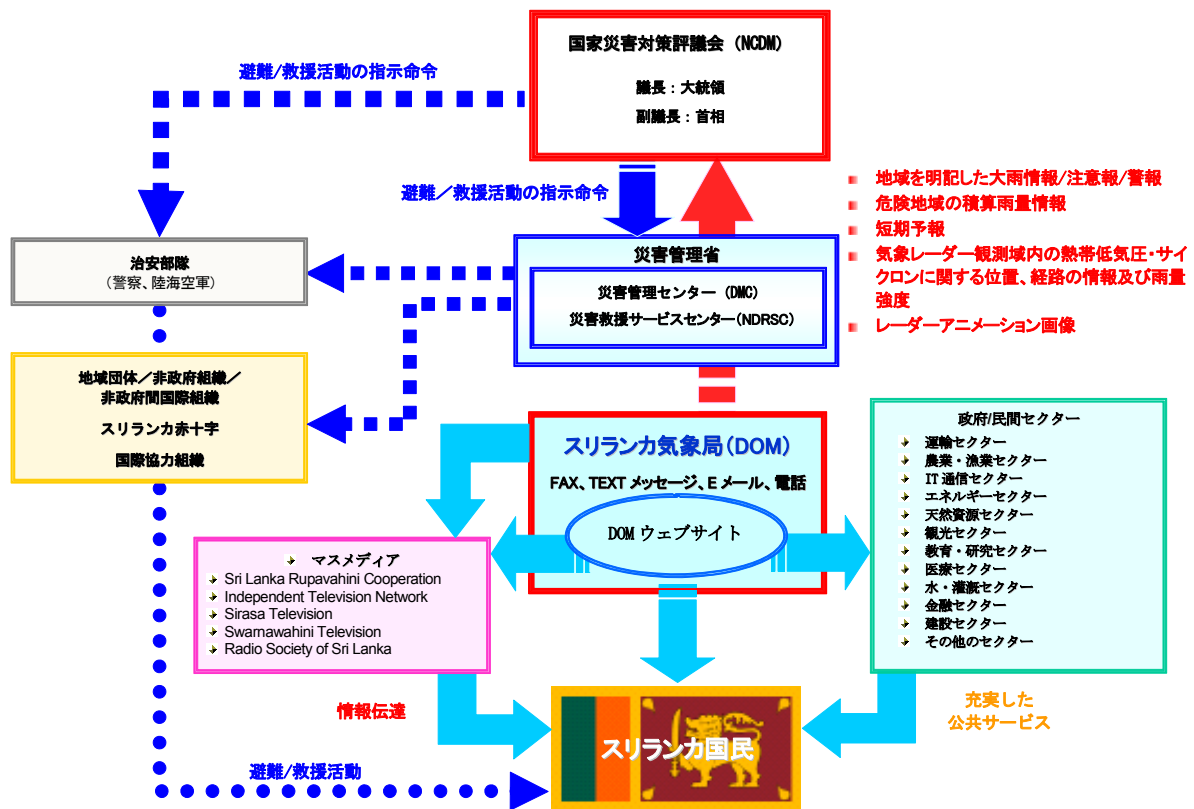 国家災害対策評議会（NCDM）
議長：大統領
副議長：首相
避難/救援活動の指示命令
避難／救援活動の指示命令
地域を明記した大雨情報/注意報/警報
危険地域の積算雨量情報
短期予報
気象レーダー観測域内の熱帯低気圧・サイ
クロンに関する位置、経路の情報及び雨量
強度
レーダーアニメーション画像
災害管理省
災害管理センター（DMC）
災害救援サービスセンター（NDRSC）
治安部隊
（警察、陸海空軍）
地域団体／非政府組織／
非政府間国際組織
スリランカ赤十字
国際協力組織
スリランカ気象局（DOM）
FAX、TEXT メッセージ、E メール、電話
DOM ウェブサイト
政府/民間セクター
運輸セクター
農業・漁業セクター
IT 通信セクター
エネルギーセクター
天然資源セクター
観光セクター
教育・研究セクター
医療セクター
水・灌漑セクター
金融セクター
建設セクター
その他のセクター
マスメディア
Sri Lanka Rupavahini Cooperation
Independent Television Network
Sirasa Television
Swarnawahini Television
Radio Society of Sri Lanka
情報伝達
充実した
公共サービス
スリランカ国民
避難/救援活動